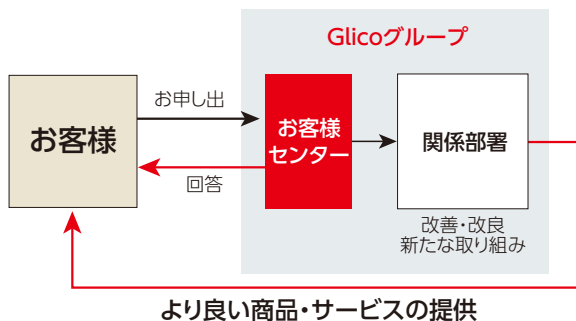 Glicoグループ
お客様
お申し出
回答
お客様
センター
関係部署
改善・改良
新たな取り組み
より良い商品・サービスの提供